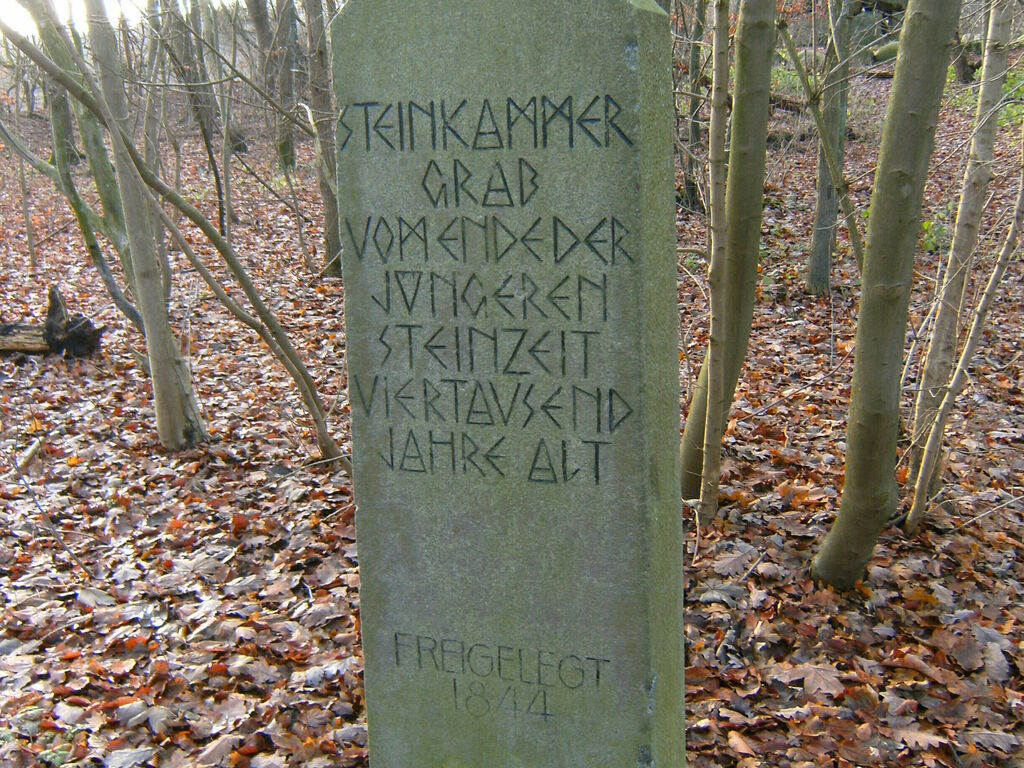 STEINKAMMER
GRAB
VOM ENDE DER
JÜNGEREN
STEINZEIT
VIERTAUSEND
JAHRE ALT
FREIGELEGT
1844